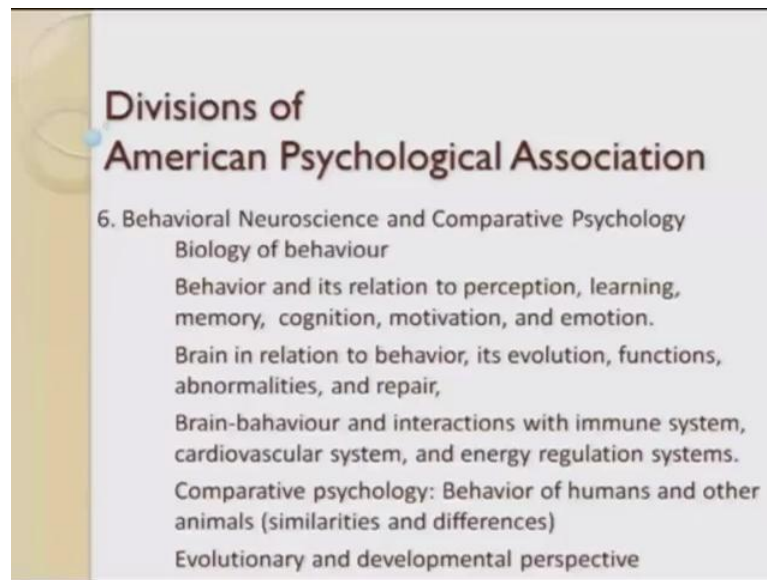 Divisions of
American Psychological Association
6. Behavioral Neuroscience and Comparative Psychology
Biology of behaviour
Behavior and its relation to perception, learning,
memory, cognition, motivation, and emotion.
Brain in relation to behavior, its evolution, functions,
abnormalities, and repair,
Brain-bahaviour and interactions with immune system,
cardiovascular system, and energy regulation systems.
Comparative psychology: Behavior of humans and other
animals (similarities and differences)
Evolutionary and developmental perspective